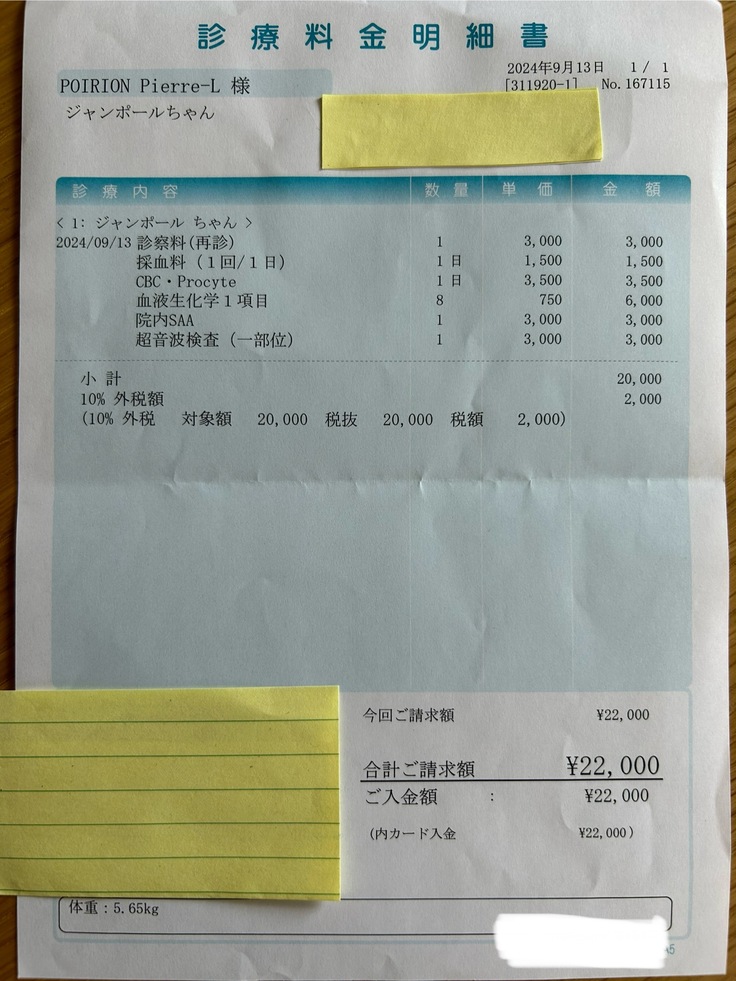 診療料金明細書
2024年9月13日 1/ 1
POIRION Pierre-L 様
[311920-1] No.167115
ジャンポールちゃん
診療内容 数量 単価 金額
< 1: ジャンポール ちゃん >
2024/09/13 診察料(再診) 1 3,000 3,000
採血料 (1回/1日) 1 日 1,500 1,500
CBC・Procyte 1 日 3,500 3,500
血液生化学1項目 8 750 6,000
院内SAA 1 3,000 3,000
超音波検査 (一部位) 1 3,000 3,000
小 計 20,000
10% 外税額 2,000
(10% 外税 対象額 20,000 税抜 20,000 税額 2,000)
今回ご請求額 ¥22,000
合計ご請求額 ¥22,000
ご入金額 : ¥22,000
(内カード入金 ¥22,000)
体重:5.65kg
A5